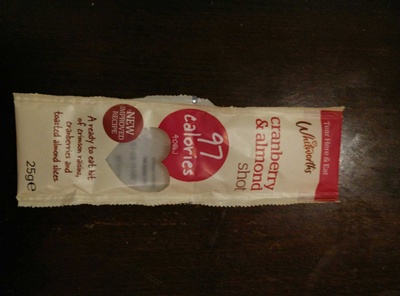 Tear Here & Eat
Whitworths
cranberry
& almond
shot
97
calories
NEW
IMPROVED
RECIPE
A ready to eat hit
of crimson raisins,
cranberries and
toasted almond slices
25g℮